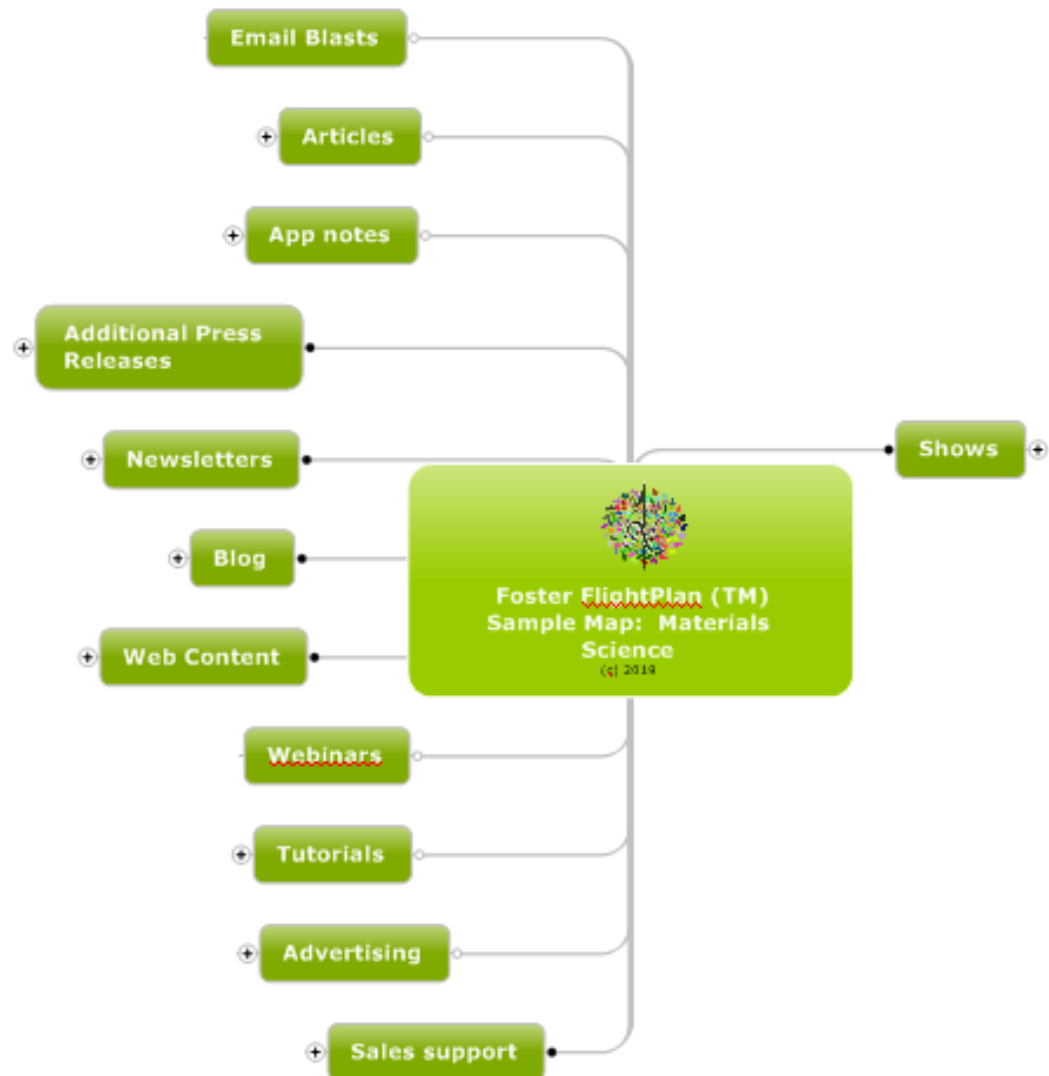 Email Blasts
Articles
App notes
Additional Press
Releases
Newsletters
Shows
Blog
Foster FlightPlan (TM)
Sample Map: Materials
Science
(c) 2019
Web Content
Webinars
Tutorials
Advertising
Sales support